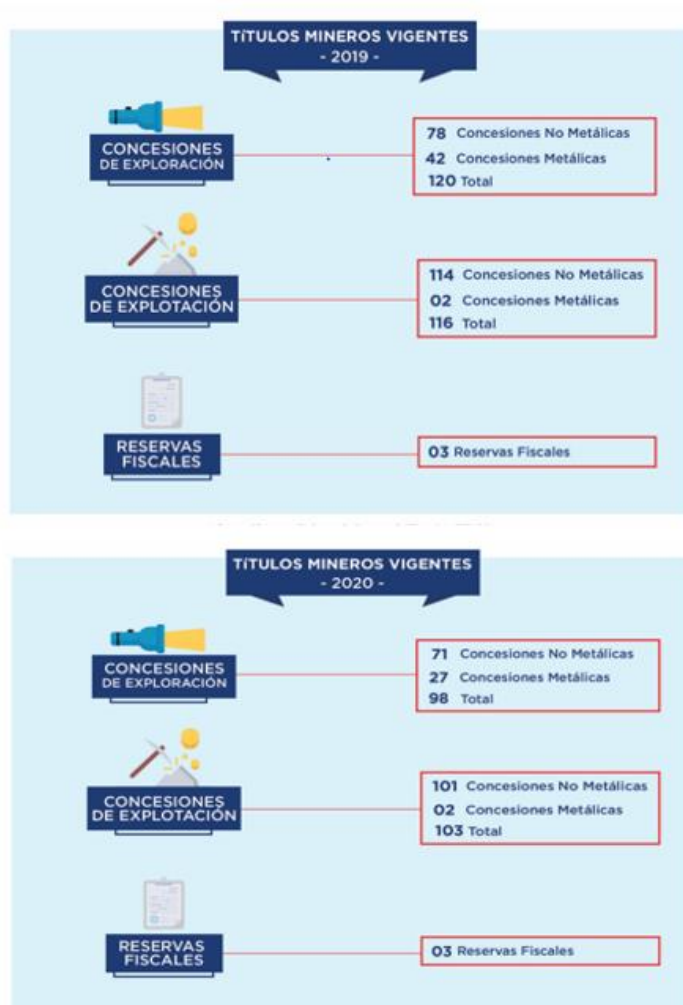 TíTULOS MINEROS VIGENTES
- 2019 -
CONCESIONES
DE EXPLORACIÓN
78 Concesiones No Metálicas
42 Concesiones Metálicas
120 Total
CONCESIONES
DE EXPLOTACIÓN
114 Concesiones No Metálicas
02 Concesiones Metálicas
116 Total
RESERVAS
FISCALES
03 Reservas Fiscales
TíTULOS MINEROS VIGENTES
- 2020 -
CONCESIONES
DE EXPLORACIÓN
71 Concesiones No Metálicas
27 Concesiones Metálicas
98 Total
CONCESIONES
DE EXPLOTACIÓN
101 Concesiones No Metálicas
02 Concesiones Metálicas
103 Total
RESERVAS
FISCALES
03 Reservas Fiscales